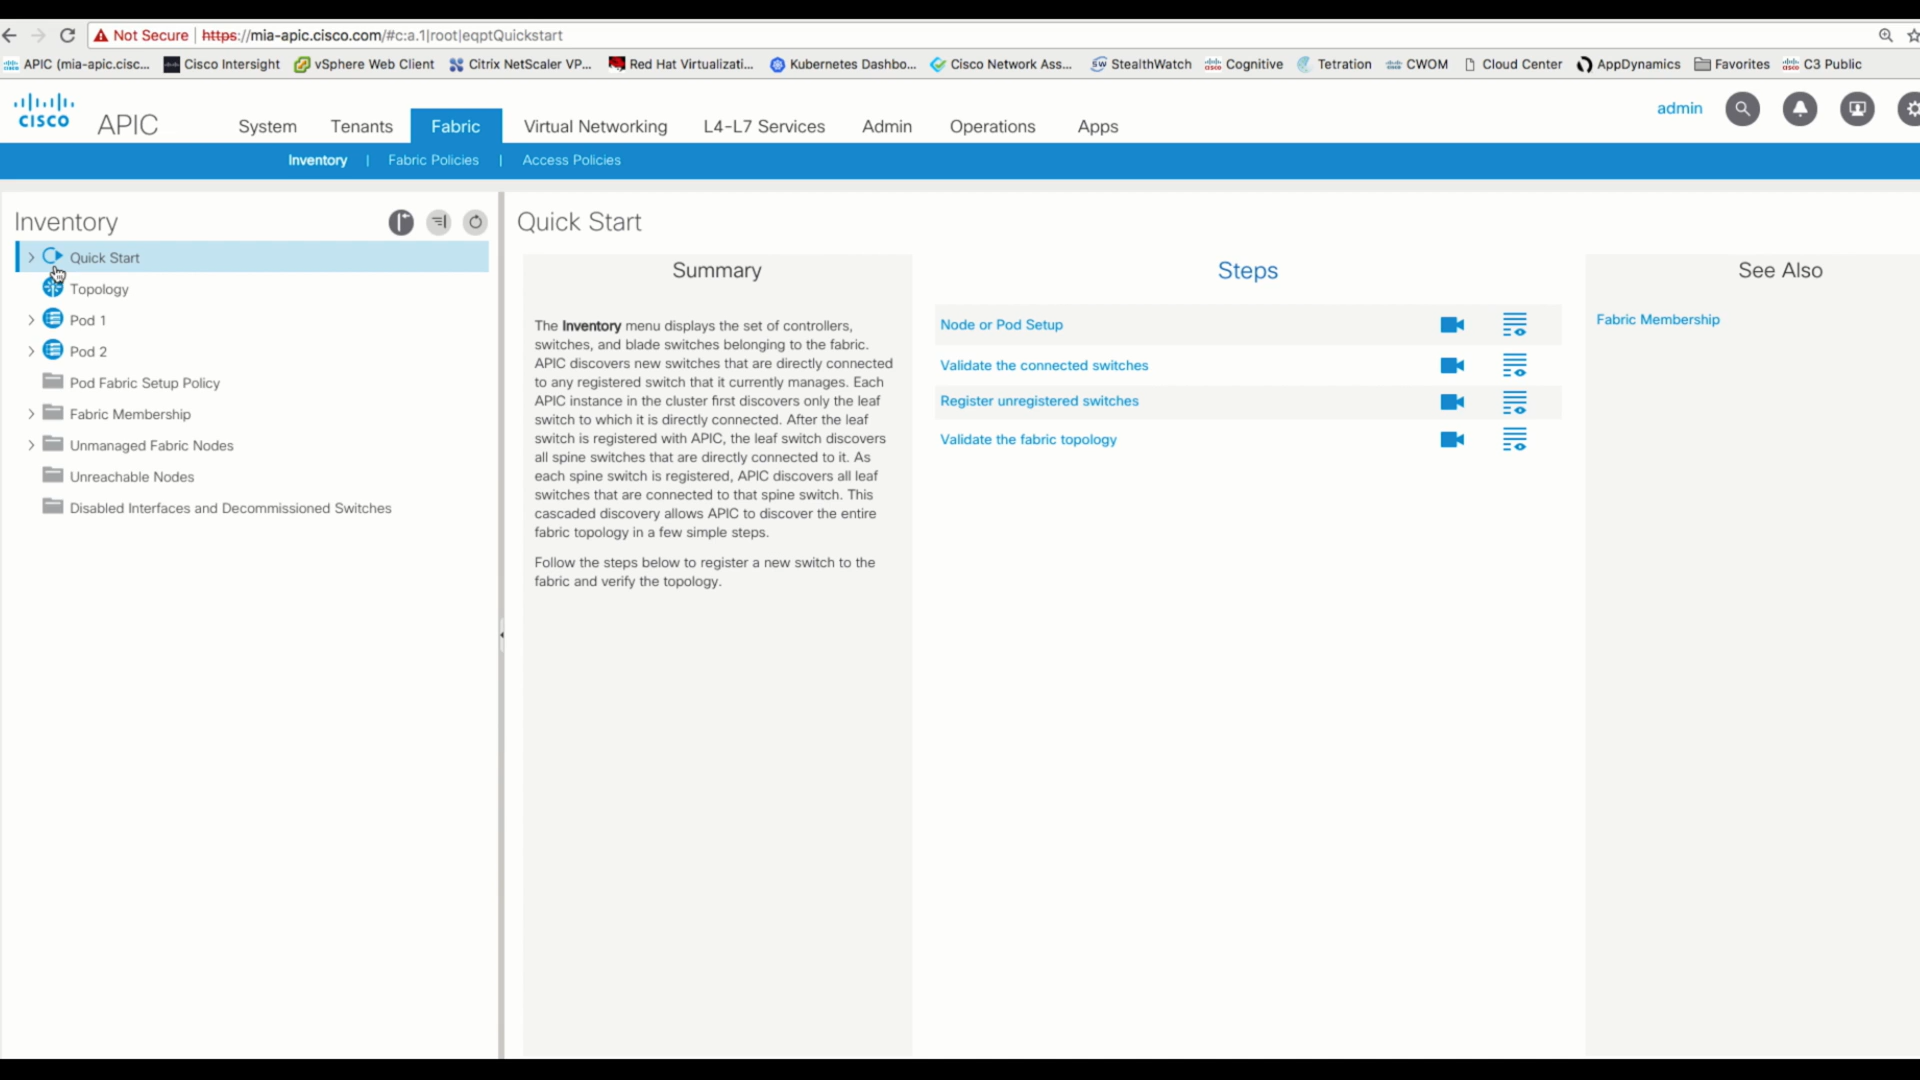 Not Secure | https://mia-apic.cisco.com/#c:a.1|root|eqptQuickstart
APIC (mia-apic.cisc... Cisco Intersight vSphere Web Client Citrix NetScaler VP... Red Hat Virtualizati... Kubernetes Dashbo... Cisco Network Ass... SW StealthWatch Cognitive Tetration CWOM Cloud Center AppDynamics Favorites C3 Public
CISCO APIC System Tenants Fabric Virtual Networking L4-L7 Services Admin Operations Apps admin
Inventory | Fabric Policies | Access Policies
Inventory
Quick Start
Topology
Pod 1
Pod 2
Pod Fabric Setup Policy
Fabric Membership
Unmanaged Fabric Nodes
Unreachable Nodes
Disabled Interfaces and Decommissioned Switches
Quick Start
Summary
The Inventory menu displays the set of controllers,
switches, and blade switches belonging to the fabric.
APIC discovers new switches that are directly connected
to any registered switch that it currently manages. Each
APIC instance in the cluster first discovers only the leaf
switch to which it is directly connected. After the leaf
switch is registered with APIC, the leaf switch discovers
all spine switches that are directly connected to it. As
each spine switch is registered, APIC discovers all leaf
switches that are connected to that spine switch. This
cascaded discovery allows APIC to discover the entire
fabric topology in a few simple steps.
Follow the steps below to register a new switch to the
fabric and verify the topology.
Steps
Node or Pod Setup
Validate the connected switches
Register unregistered switches
Validate the fabric topology
See Also
Fabric Membership